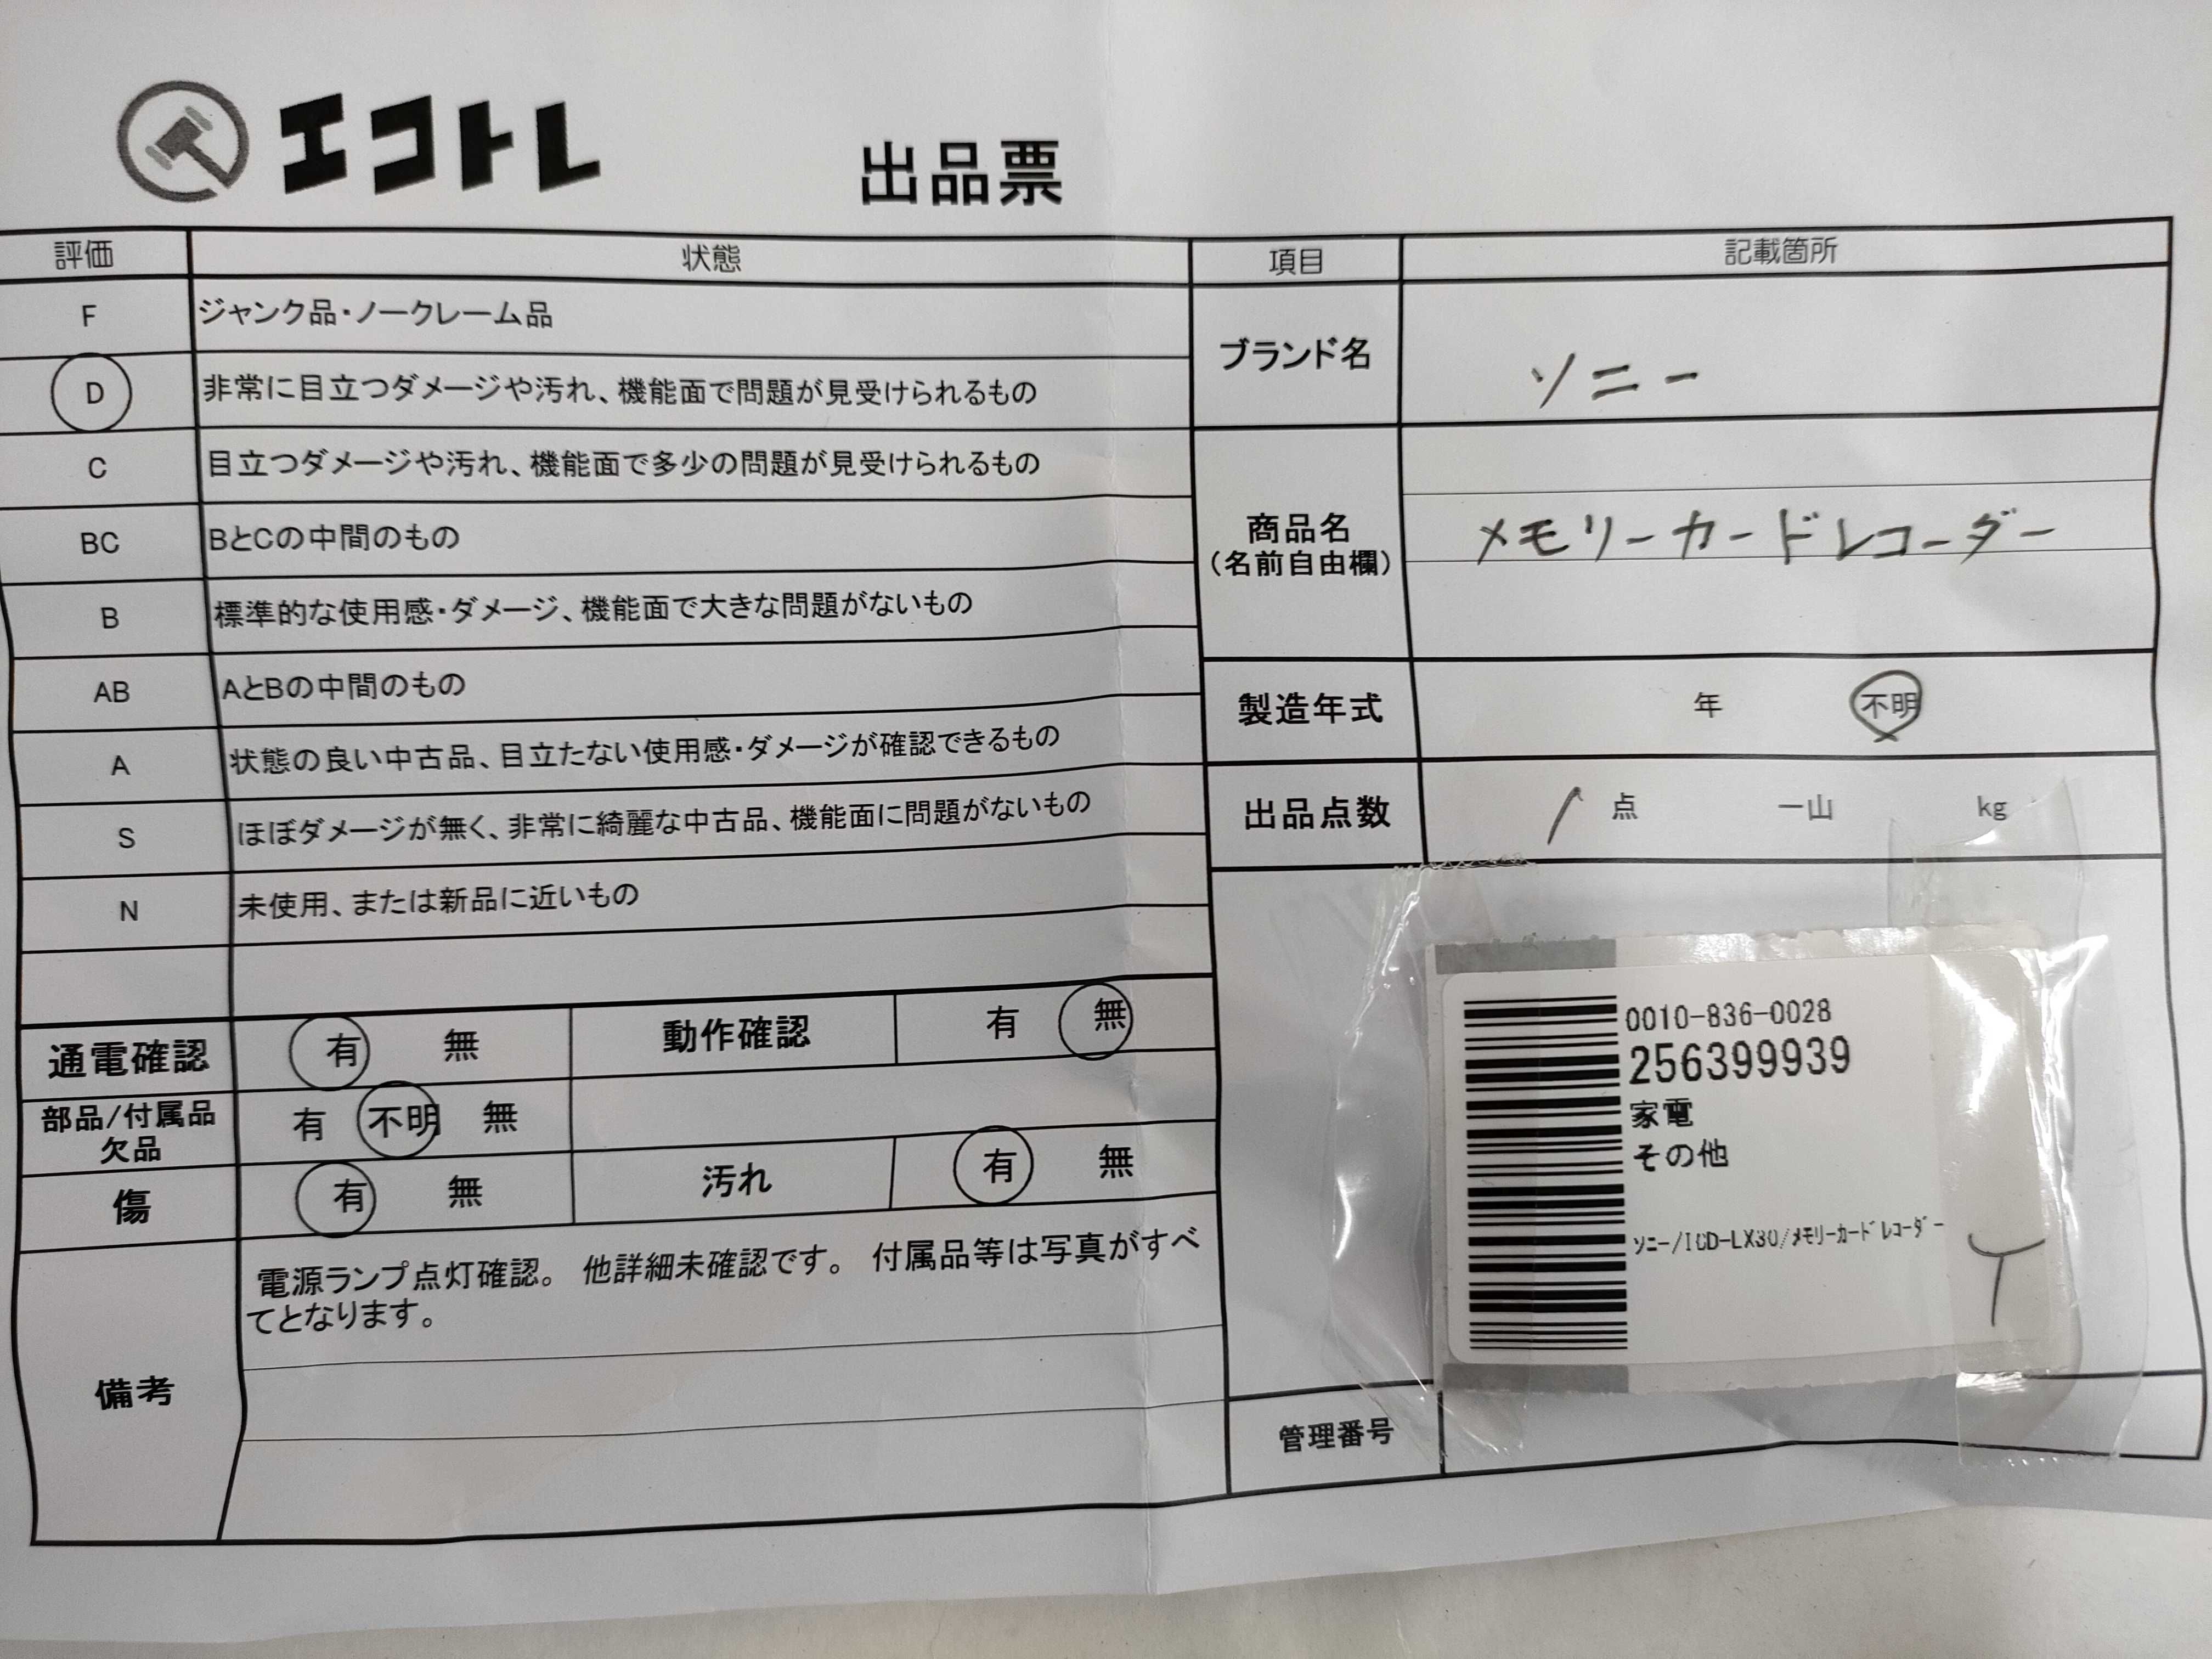 エコトレ
出品票
評価 状態
F ジャンク品・ノークレーム品
D 非常に目立つダメージや汚れ、機能面で問題が見受けられるもの
C 目立つダメージや汚れ、機能面で多少の問題が見受けられるもの
BC BとCの中間のもの
B 標準的な使用感・ダメージ、機能面で大きな問題がないもの
AB AとBの中間のもの
A 状態の良い中古品、目立たない使用感・ダメージが確認できるもの
S ほぼダメージが無く、非常に綺麗な中古品、機能面に問題がないもの
N 未使用、または新品に近いもの
通電確認 有 無 動作確認 有 無
部品/付属品
欠品 有 不明 無
傷 有 無 汚れ 有 無
備考
電源ランプ点灯確認。 他詳細未確認です。 付属品等は写真がすべ
てとなります。
項目 記載箇所
ブランド名 ソニー
商品名
(名前自由欄)
メモリーカードレコーダー
製造年式 年 不明
出品点数 1 点 一山 kg
0010-836-0028
256399939
家電
その他
ソニー/ICD-LX30/メモリーカードレコーダー
管理番号